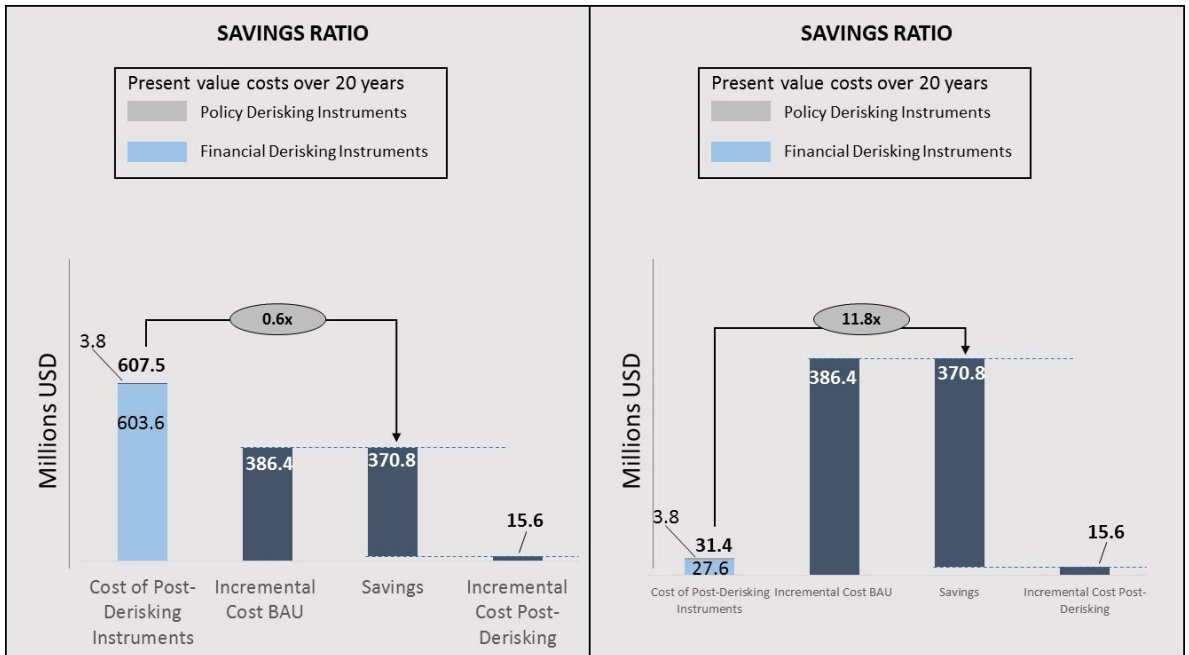 SAVINGS RATIO
Present value costs over 20 years
Policy Derisking Instruments
Financial Derisking Instruments
0.6x
3.8
607.5
603.6
386.4
370.8
15.6
Millions USD
Cost of Post-
Derisking
Instruments
Incremental
Cost BAU
Savings
Incremental
Cost Post-
Derisking
SAVINGS RATIO
Present value costs over 20 years
Policy Derisking Instruments
Financial Derisking Instruments
11.8x
386.4
370.8
3.8
31.4
27.6
15.6
Millions USD
Cost of Post-Derisking
Instruments
Incremental Cost BAU
Savings
Incremental Cost Post-
Derisking